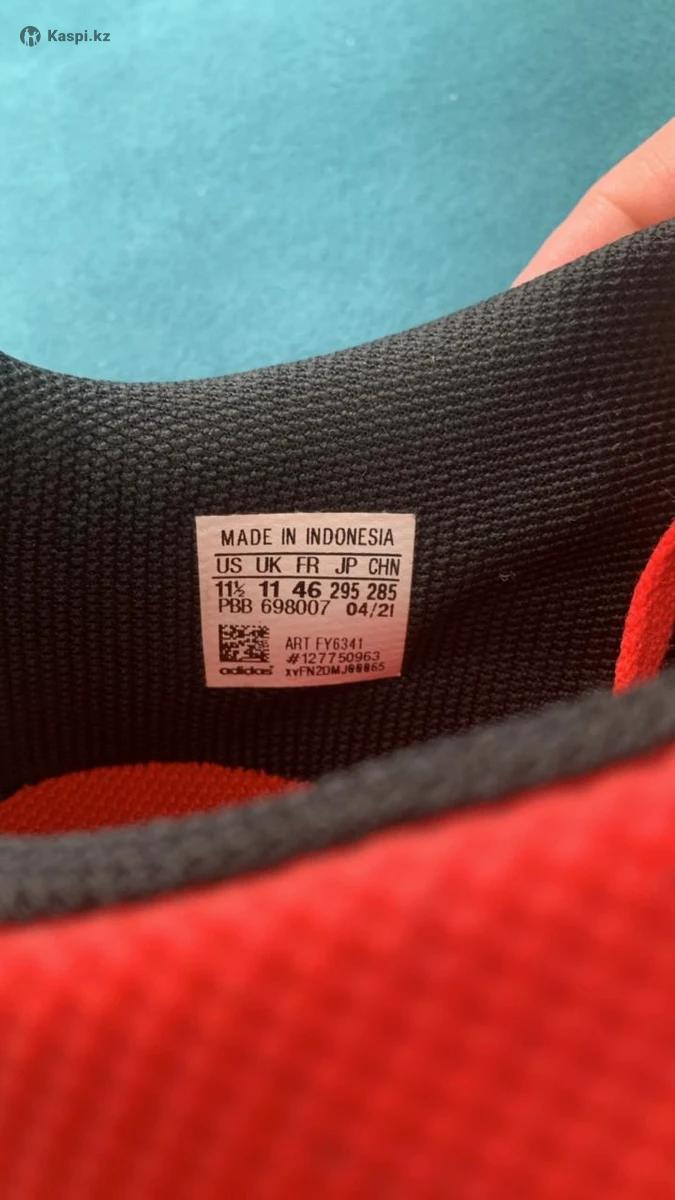 Kaspi.kz
MADE IN INDONESIA
US UK FR JP CHN
11½ 11 46 295 285
PBB 698007 04/21
ART FY6341
#127750963
adidas